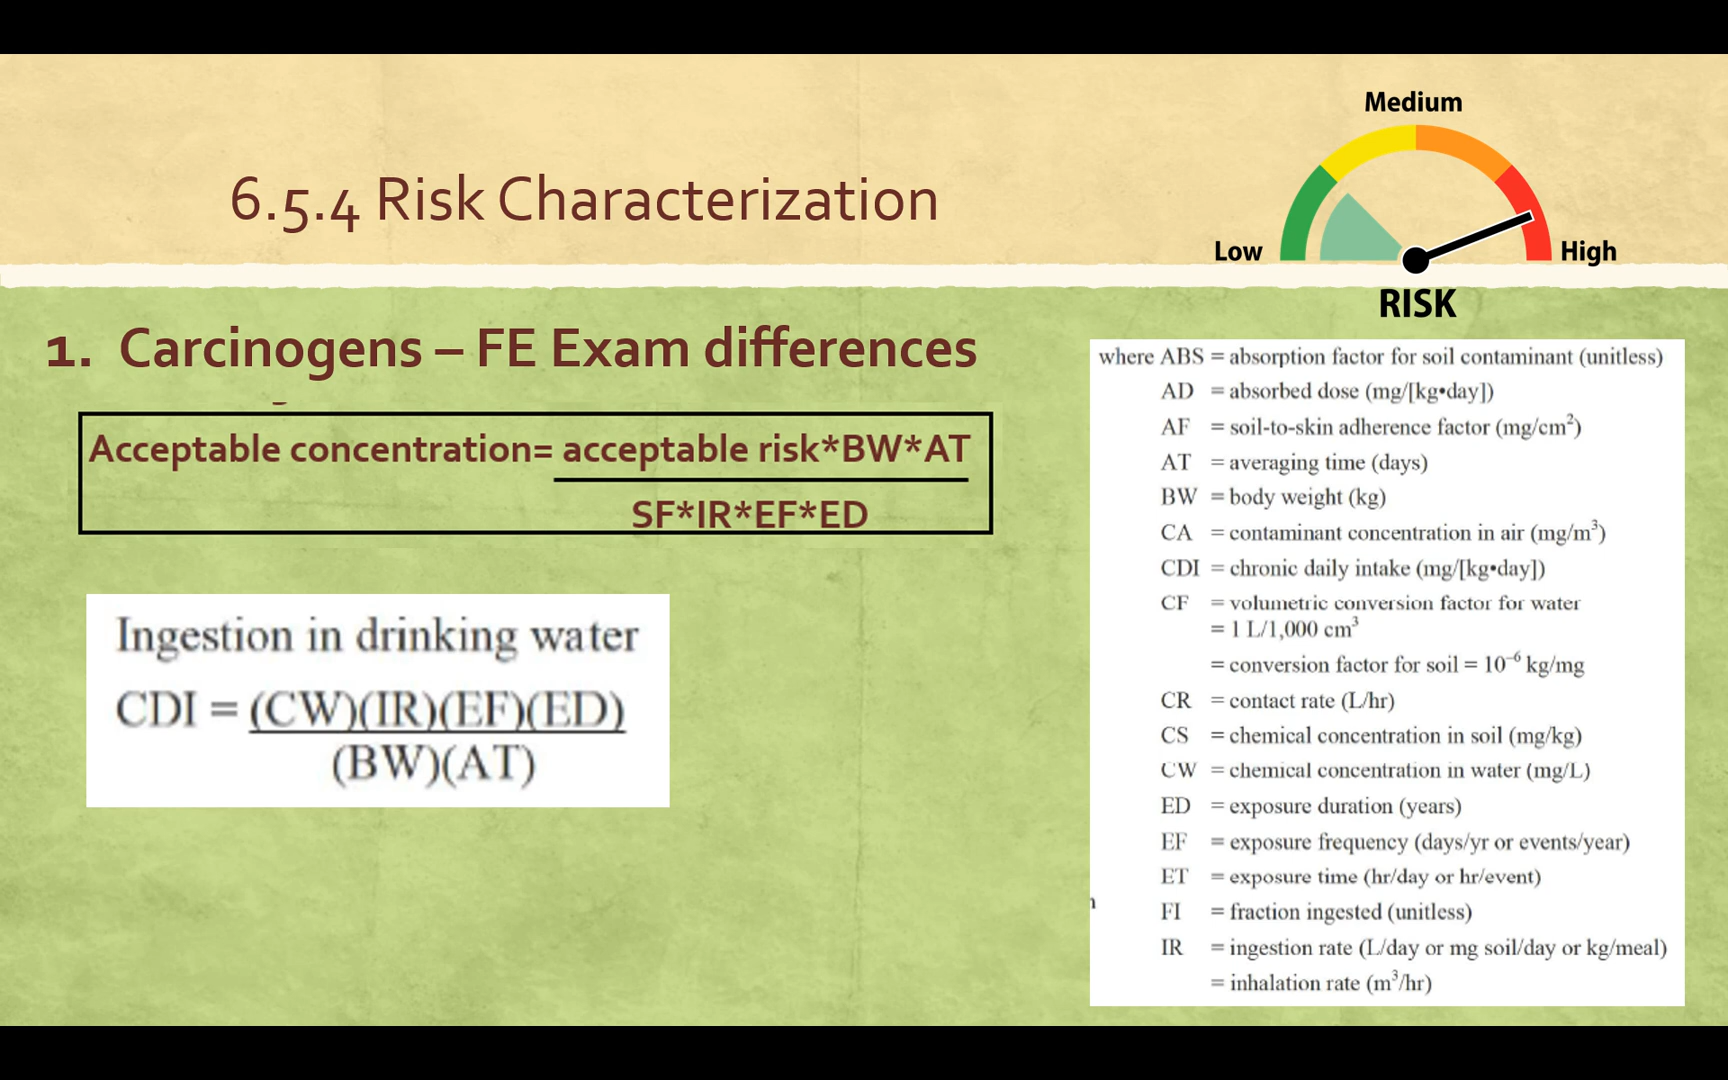 Medium
6.5.4 Risk Characterization
Low
High
RISK
1. Carcinogens – FE Exam differences
Acceptable concentration= acceptable risk*BW*AT
SF*IR*EF*ED
Ingestion in drinking water
CDI = (CW)(IR)(EF)(ED)
(BW)(AT)
where ABS = absorption factor for soil contaminant (unitless)
AD = absorbed dose (mg/[kg•day])
AF = soil-to-skin adherence factor (mg/cm²)
AT = averaging time (days)
BW = body weight (kg)
CA = contaminant concentration in air (mg/m³)
CDI = chronic daily intake (mg/[kg•day])
CF = volumetric conversion factor for water
= 1 L/1,000 cm³
= conversion factor for soil = 10⁻⁶ kg/mg
CR = contact rate (L/hr)
CS = chemical concentration in soil (mg/kg)
CW = chemical concentration in water (mg/L)
ED = exposure duration (years)
EF = exposure frequency (days/yr or events/year)
ET = exposure time (hr/day or hr/event)
FI = fraction ingested (unitless)
IR = ingestion rate (L/day or mg soil/day or kg/meal)
= inhalation rate (m³/hr)